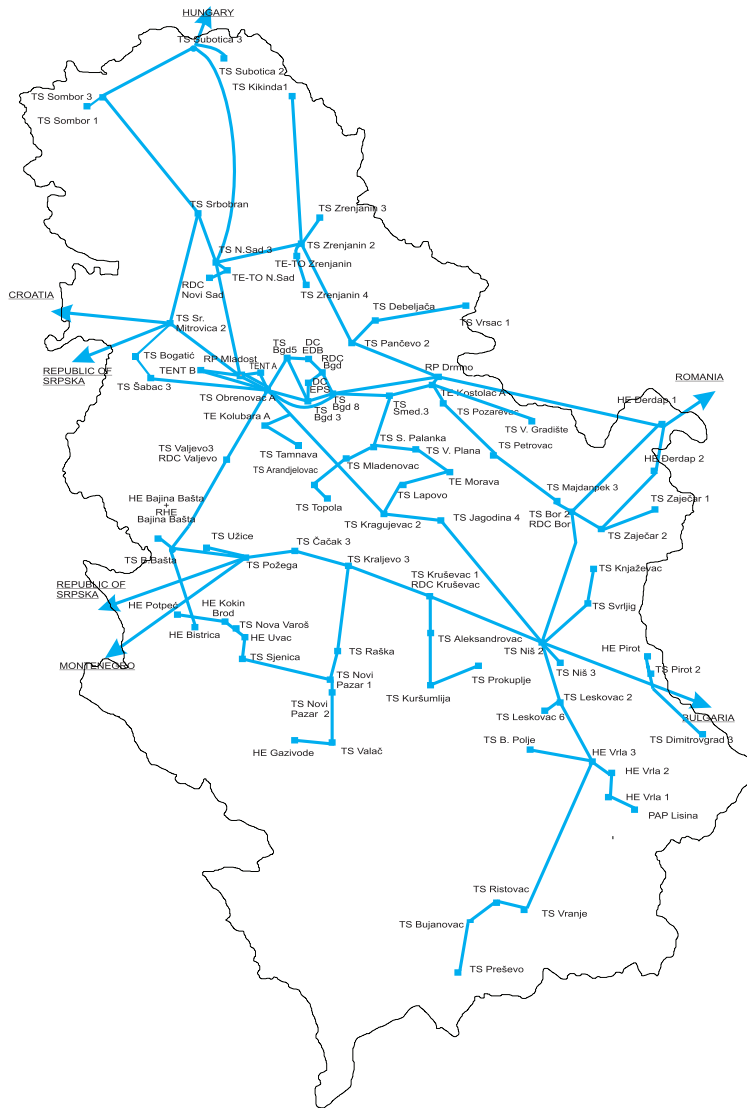 HUNGARY
TS Subotica 3
TS Subotica 2
TS Kikinda1
TS Sombor 3
TS Sombor 1
TS Srbobran
TS Zrenjanin 3
TS N.Sad 3
TS Zrenjanin 2
TE-TO Zrenjanin
TE-TO N.Sad
RDC
Novi Sad
TS Zrenjanin 4
CROATIA
TS Debeljača
TS Vrsac 1
TS Sr.
Mitrovica 2
TS Pančevo 2
TS Bogatić
RP Mladost
TS
Bgd5
DC
EDB
RDC
Bgd
REPUBLIC OF
SRPSKA
TENT B
TENT A
RP Drmno
ROMANIA
TS Šabac 3
TS Obrenovac A
DC
EPS
TE Kostolac A
HE Đerdap 1
TS
Bgd 8
TS
Bgd 3
TS
Smed.3
TS Pozarevac
TE Kolubara A
TS V. Gradište
TS Valjevo3
RDC Valjevo
TS Tamnava
TS S. Palanka
TS V. Plana
TS Petrovac
TS Arandjelovac
TS Mladenovac
HE Đerdap 2
TE Morava
TS Majdanpek 3
HE Bajina Bašta
+
RHE
Bajina Bašta
TS Topola
TS Lapovo
TS Zaječar 1
TS Kragujevac 2
TS Jagodina 4
TS Bor 2
RDC Bor
TS Zaječar 2
TS Užice
TS Čačak 3
TS B.Bašta
TS Požega
TS Kraljevo 3
TS Kruševac 1
RDC Kruševac
TS Knjaževac
REPUBLIC OF
SRPSKA
HE Potpeć
HE Kokin
Brod
TS Svrljig
TS Nova Varoš
HE Bistrica
HE Uvac
TS Aleksandrovac
TS Niš 2
HE Pirot
MONTENEGRO
TS Sjenica
TS Raška
TS Prokuplje
TS Niš 3
TS Pirot 2
TS Novi
Pazar 1
TS Kuršumlija
TS Leskovac 2
TS Novi
Pazar 2
TS Leskovac 6
BULGARIA
TS Dimitrovgrad 3
HE Gazivode
TS Valač
TS B. Polje
HE Vrla 3
HE Vrla 2
HE Vrla 1
PAP Lisina
TS Ristovac
TS Vranje
TS Bujanovac
TS Preševo